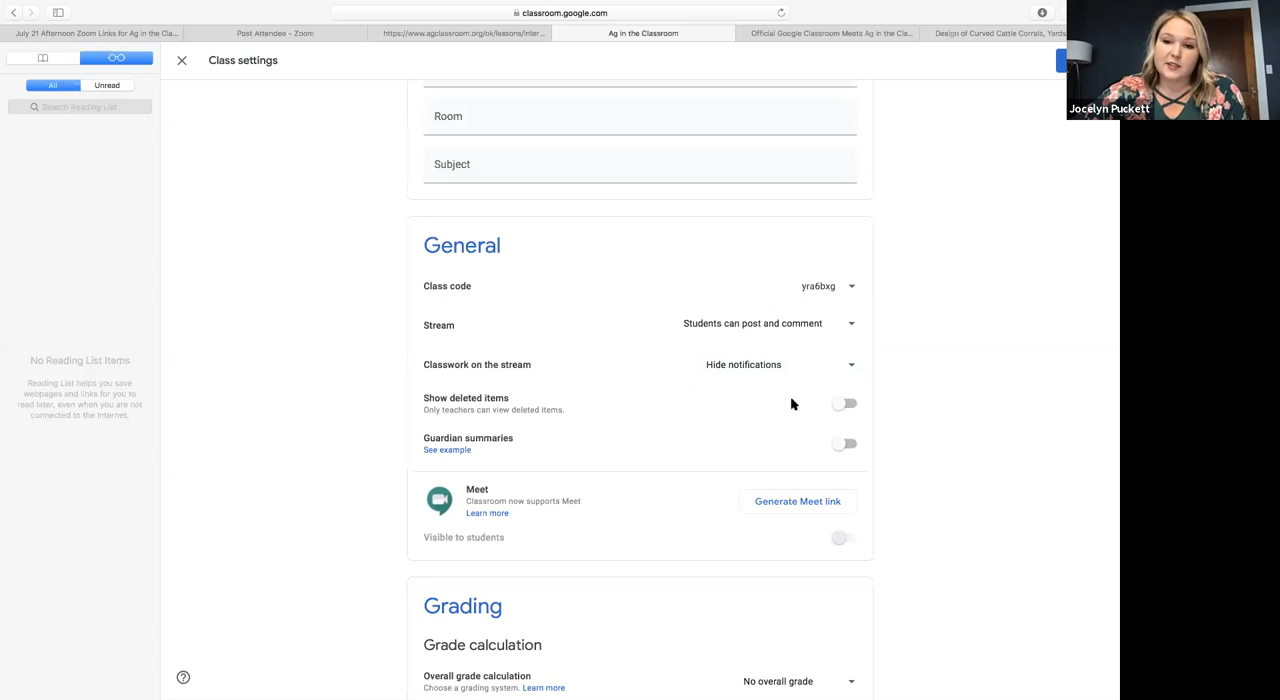 classroom.google.com
July 21 Afternoon Zoom Links for Ag in the Cla...
Post Attendee - Zoom
https://www.agclassroom.org/ok/lessons/inter...
Ag in the Classroom
Official Google Classroom Meets Ag in the Cla...
Design of Curved Cattle Corrals, Yards
Jocelyn Puckett
All
Unread
Search Reading List
No Reading List Items
Reading List helps you save
webpages and links for you to
read later, even when you are not
connected to the Internet.
Class settings
Room
Subject
General
Class code
yra6bxg
Stream
Students can post and comment
Classwork on the stream
Hide notifications
Show deleted items
Only teachers can view deleted items.
Guardian summaries
See example
Meet
Classroom now supports Meet
Learn more
Generate Meet link
Visible to students
Grading
Grade calculation
Overall grade calculation
Choose a grading system. Learn more
No overall grade